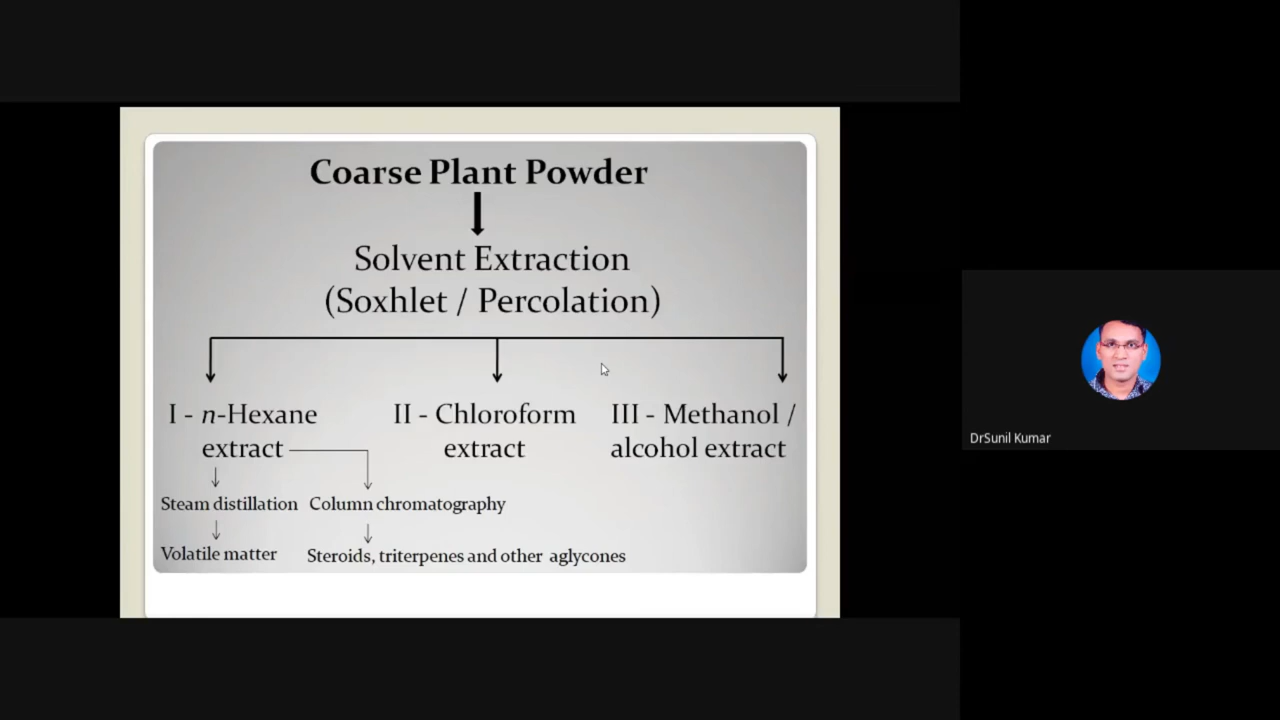 Coarse Plant Powder
Solvent Extraction
(Soxhlet / Percolation)
I - n-Hexane
extract
II - Chloroform
extract
III - Methanol /
alcohol extract
Steam distillation
Column chromatography
Volatile matter
Steroids, triterpenes and other aglycones
DrSunil Kumar